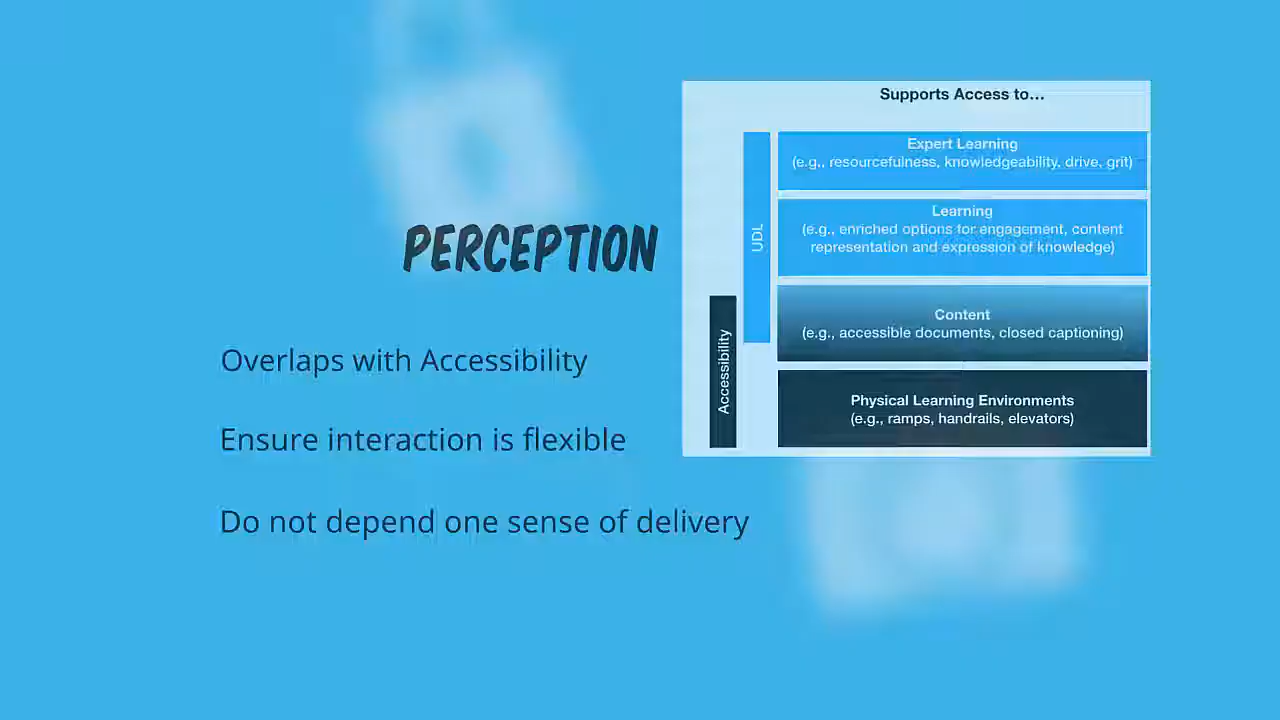 PERCEPTION
Overlaps with Accessibility
Ensure interaction is flexible
Do not depend one sense of delivery
Supports Access to...
UDL
Accessibility
Expert Learning
(e.g., resourcefulness, knowledgeability, drive, grit)
Learning
(e.g., enriched options for engagement, content
representation and expression of knowledge)
Content
(e.g., accessible documents, closed captioning)
Physical Learning Environments
(e.g., ramps, handrails, elevators)